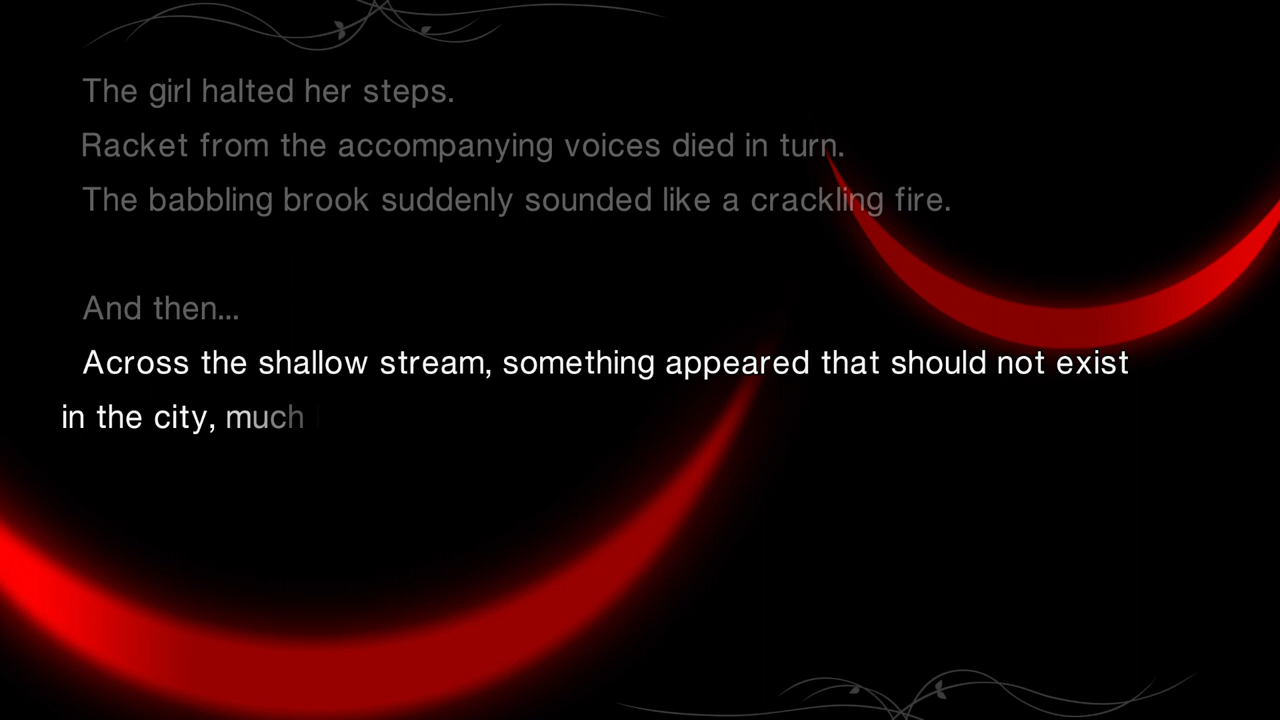 The girl halted her steps.
Racket from the accompanying voices died in turn.
The babbling brook suddenly sounded like a crackling fire.
And then...
Across the shallow stream, something appeared that should not exist
in the city, much